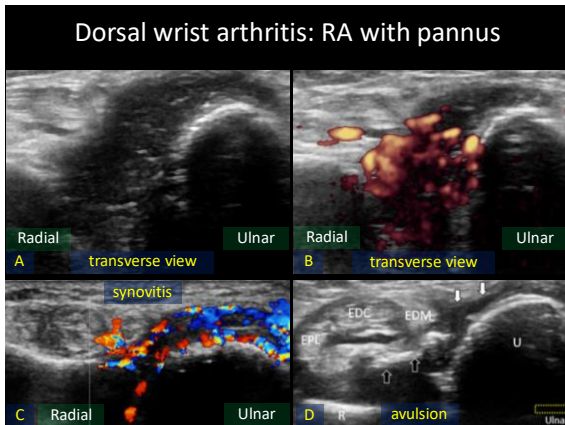 Dorsal wrist arthritis: RA with pannus
Radial
Ulnar
A
transverse view
Radial
Ulnar
B
transverse view
synovitis
C
Radial
Ulnar
EDC
EDM
EPL
U
R
D
avulsion
Ulna